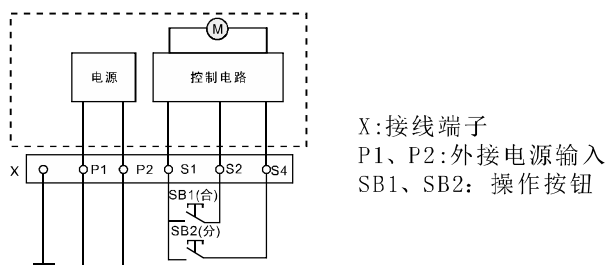 M
电源
控制电路
X
P1
P2
S1
S2
S4
SB1(合)
SB2(分)
X:接线端子
P1、P2:外接电源输入
SB1、SB2：操作按钮